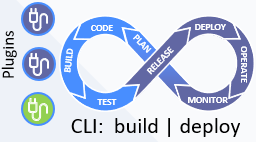 Plugins
CODE
PLAN
BUILD
TEST
RELEASE
DEPLOY
OPERATE
MONITOR
CLI: build | deploy